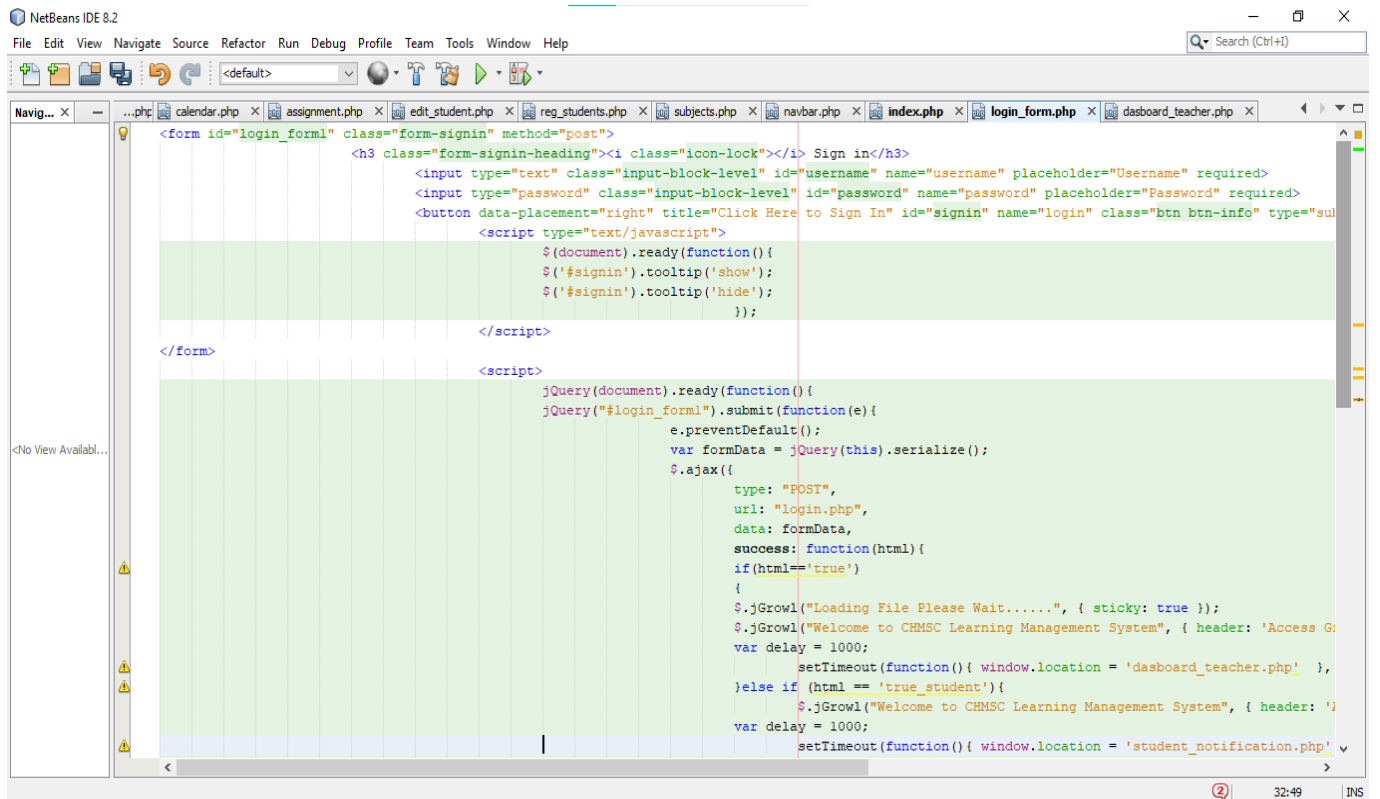 NetBeans IDE 8.2
File Edit View Navigate Source Refactor Run Debug Profile Team Tools Window Help
Search (Ctrl+I)
<default>
Navig... ...php calendar.php assignment.php edit_student.php reg_students.php subjects.php navbar.php index.php login_form.php dasboard_teacher.php
<form id="login_form1" class="form-signin" method="post">
<h3 class="form-signin-heading"><i class="icon-lock"></i> Sign in</h3>
<input type="text" class="input-block-level" id="username" name="username" placeholder="Username" required>
<input type="password" class="input-block-level" id="password" name="password" placeholder="Password" required>
<button data-placement="right" title="Click Here to Sign In" id="signin" name="login" class="btn btn-info" type="sub
<script type="text/javascript">
$(document).ready(function(){
$('#signin').tooltip('show');
$('#signin').tooltip('hide');
});
</script>
</form>
<script>
jQuery(document).ready(function(){
jQuery("#login_form1").submit(function(e){
e.preventDefault();
<No View Availabl...
var formData = jQuery(this).serialize();
$.ajax({
type: "POST",
url: "login.php",
data: formData,
success: function(html){
if(html=='true')
{
$.jGrowl("Loading File Please Wait......", { sticky: true });
$.jGrowl("Welcome to CHMSC Learning Management System", { header: 'Access G
var delay = 1000;
setTimeout(function(){ window.location = 'dasboard_teacher.php' },
}else if (html == 'true_student'){
$.jGrowl("Welcome to CHMSC Learning Management System", { header: '
var delay = 1000;
setTimeout(function(){ window.location = 'student_notification.php'
2 32:49 INS